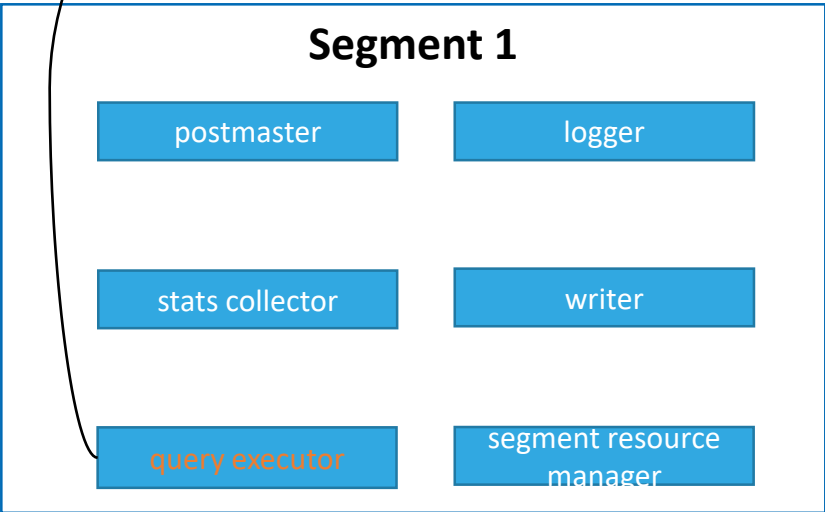 Segment 1
postmaster
logger
stats collector
writer
query executor
segment resource
manager